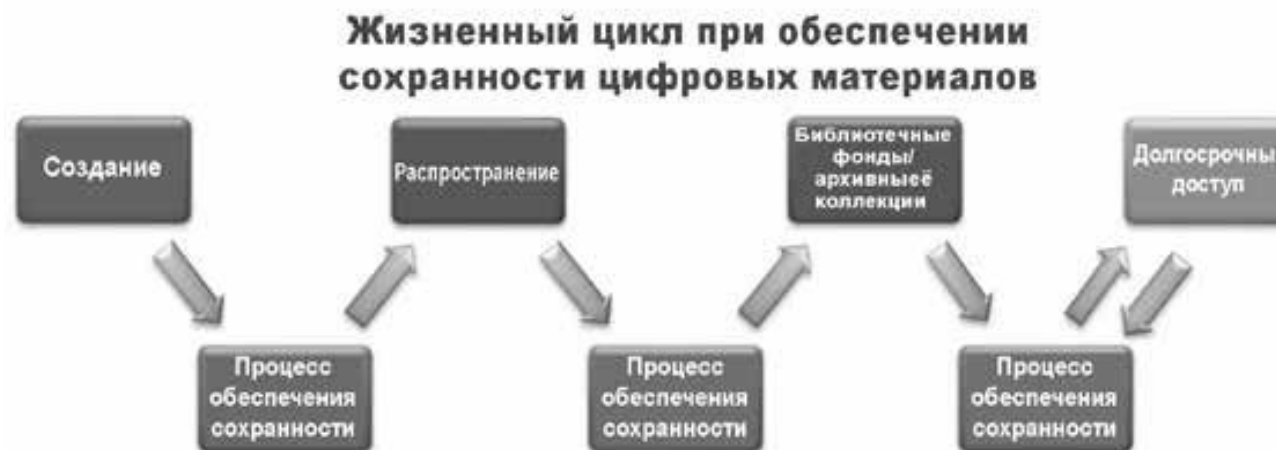 Жизненный цикл при обеспечении
сохранности цифровых материалов
Создание
Распространение
Библиотечные
фонды/
архивныеё
коллекции
Долгосрочны
доступ
Процесс
обеспечения
сохранности
Процесс
обеспечения
сохранности
Процесс
обеспечения
сохранности